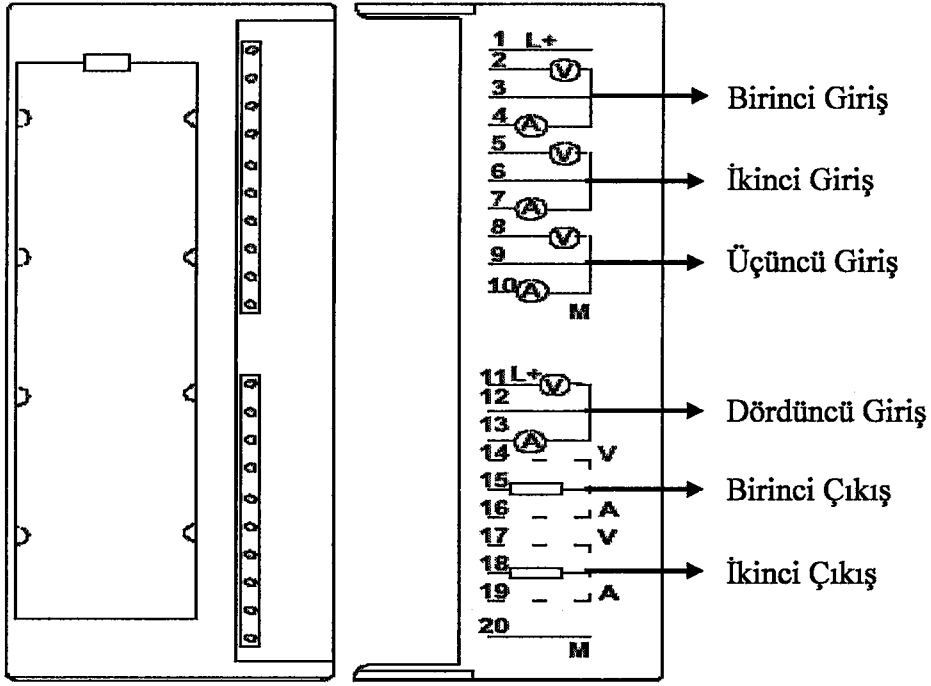 1 L+
2 V
3
4 A
Birinci Giriş
5 V
6
7 A
İkinci Giriş
8 V
9
10 A
Üçüncü Giriş
M
11 L+ V
12
13 A
Dördüncü Giriş
14 V
15
16 A
Birinci Çıkış
17 V
18
19 A
İkinci Çıkış
20
M